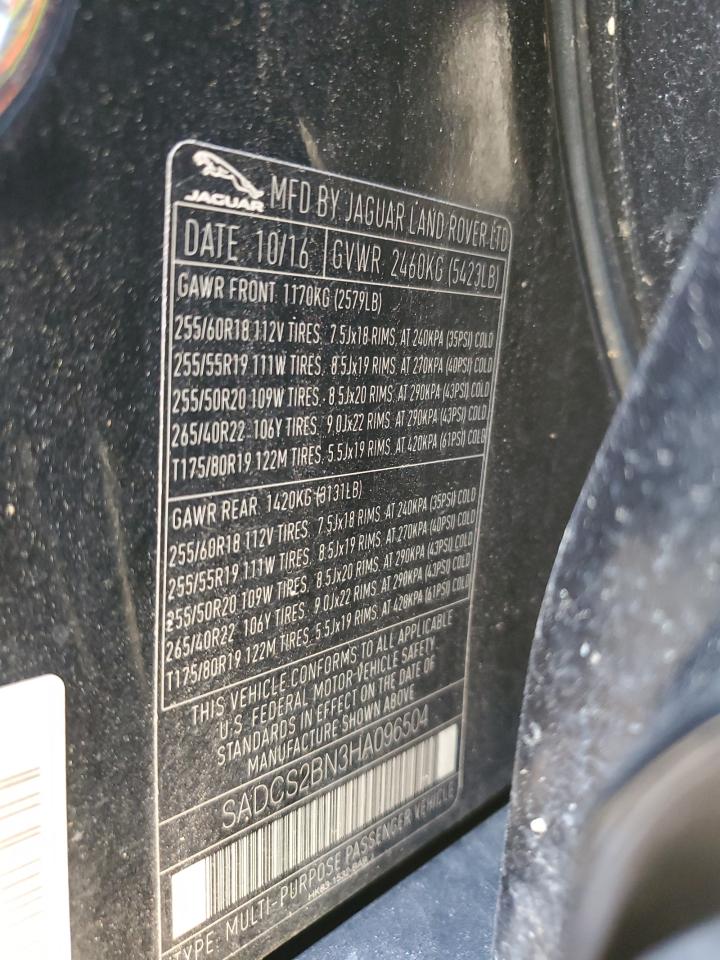 JAGUAR MFD BY JAGUAR LAND ROVER LTD
DATE 10/16 GVWR 2460KG (5423LB)
GAWR FRONT 1170KG (2579LB)
255/60R18 112V TIRES. 7.5Jx18 RIMS. AT 240KPA (35PSI) COLD
255/55R19 111W TIRES. 8.5Jx19 RIMS. AT 270KPA (40PSI) COLD
255/50R20 109W TIRES. 8.5Jx20 RIMS. AT 290KPA (43PSI) COLD
265/40R22 106Y TIRES. 9.0Jx22 RIMS. AT 290KPA (43PSI) COLD
T175/80R19 122M TIRES. 5.5Jx19 RIMS. AT 420KPA (61PSI) COLD
GAWR REAR 1420KG (3131LB)
255/60R18 112V TIRES. 7.5Jx18 RIMS. AT 240KPA (35PSI) COLD
255/55R19 111W TIRES. 8.5Jx19 RIMS. AT 270KPA (40PSI) COLD
255/50R20 109W TIRES. 8.5Jx20 RIMS. AT 290KPA (43PSI) COLD
265/40R22 106Y TIRES. 9.0Jx22 RIMS. AT 290KPA (43PSI) COLD
T175/80R19 122M TIRES. 5.5Jx19 RIMS. AT 420KPA (61PSI) COLD
THIS VEHICLE CONFORMS TO ALL APPLICABLE
U.S. FEDERAL MOTOR VEHICLE SAFETY
STANDARDS IN EFFECT ON THE DATE OF
MANUFACTURE SHOWN ABOVE
SADCS2BN3HA096504
TYPE: MULTI-PURPOSE PASSENGER VEHICLE